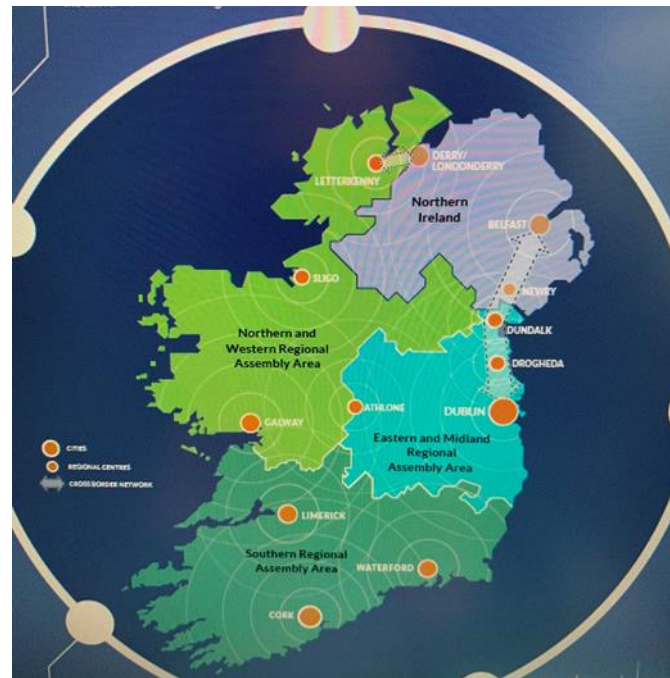 DERRY/
LONDONDERRY
LETTERKENNY
Northern
Ireland
BELFAST
SLIGO
NEWRY
DUNDALK
Northern and
Western Regional
Assembly Area
DROGHEDA
ATHLONE
DUBLIN
GALWAY
Eastern and Midland
Regional
Assembly Area
CITIES
REGIONAL CENTRES
CROSS BORDER NETWORK
LIMERICK
Southern Regional
Assembly Area
WATERFORD
CORK